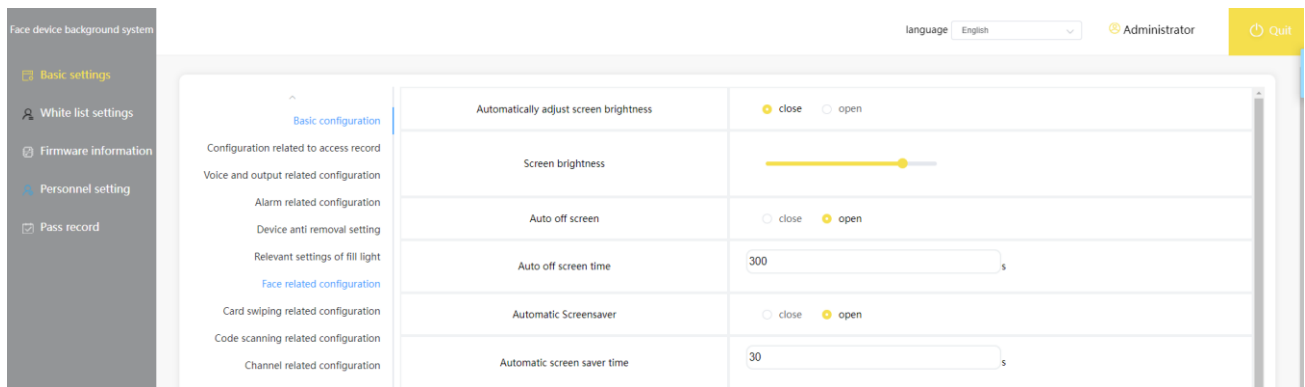 Face device background system
language English
Administrator
Quit
Basic settings
White list settings
Firmware information
Personnel setting
Pass record
Basic configuration
Configuration related to access record
Voice and output related configuration
Alarm related configuration
Device anti removal setting
Relevant settings of fill light
Face related configuration
Card swiping related configuration
Code scanning related configuration
Channel related configuration
Automatically adjust screen brightness close open
Screen brightness
Auto off screen close open
Auto off screen time 300 s
Automatic Screensaver close open
Automatic screen saver time 30 s